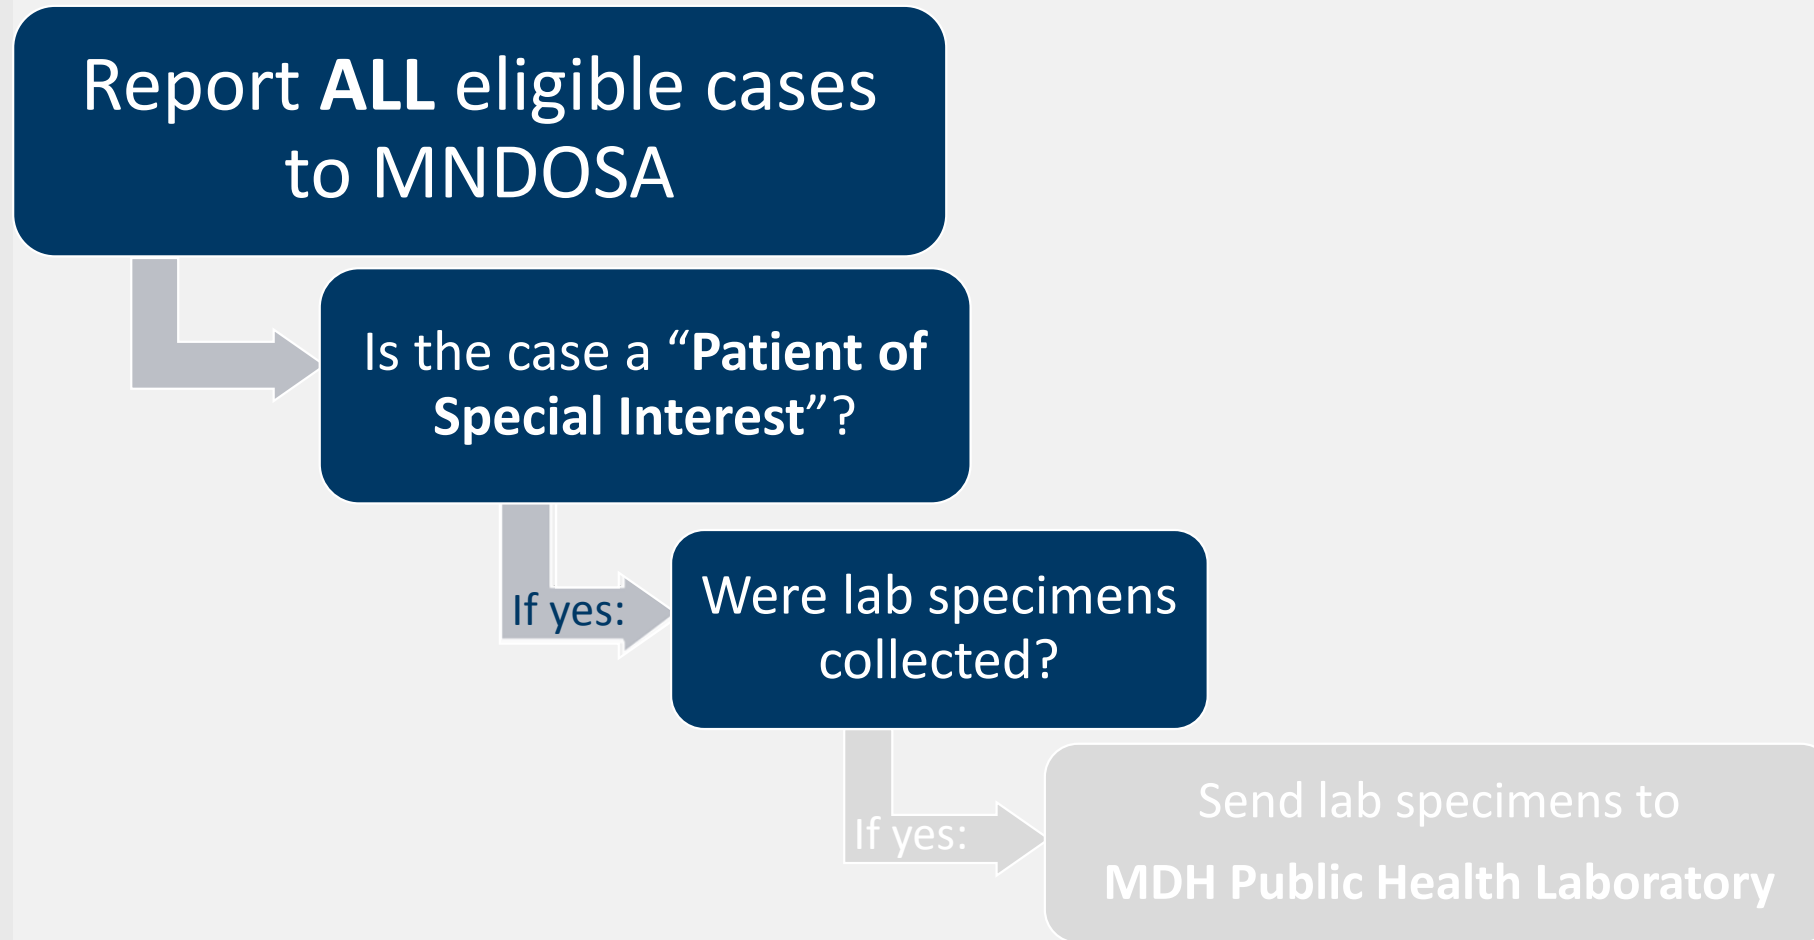 Report ALL eligible cases
to MNDOSA
Is the case a “Patient of
Special Interest”?
If yes:
Were lab specimens
collected?
If yes:
Send lab specimens to
MDH Public Health Laboratory